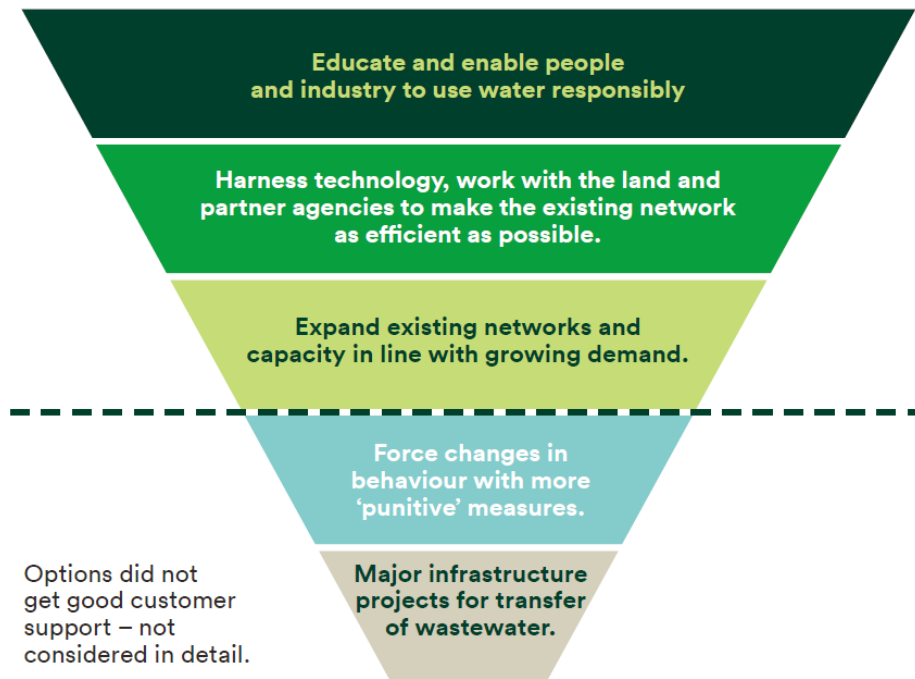 Educate and enable people
and industry to use water responsibly
Harness technology, work with the land and
partner agencies to make the existing network
as efficient as possible.
Expand existing networks and
capacity in line with growing demand.
Force changes in
behaviour with more
‘punitive’ measures.
Major infrastructure
projects for transfer
of wastewater.
Options did not
get good customer
support – not
considered in detail.